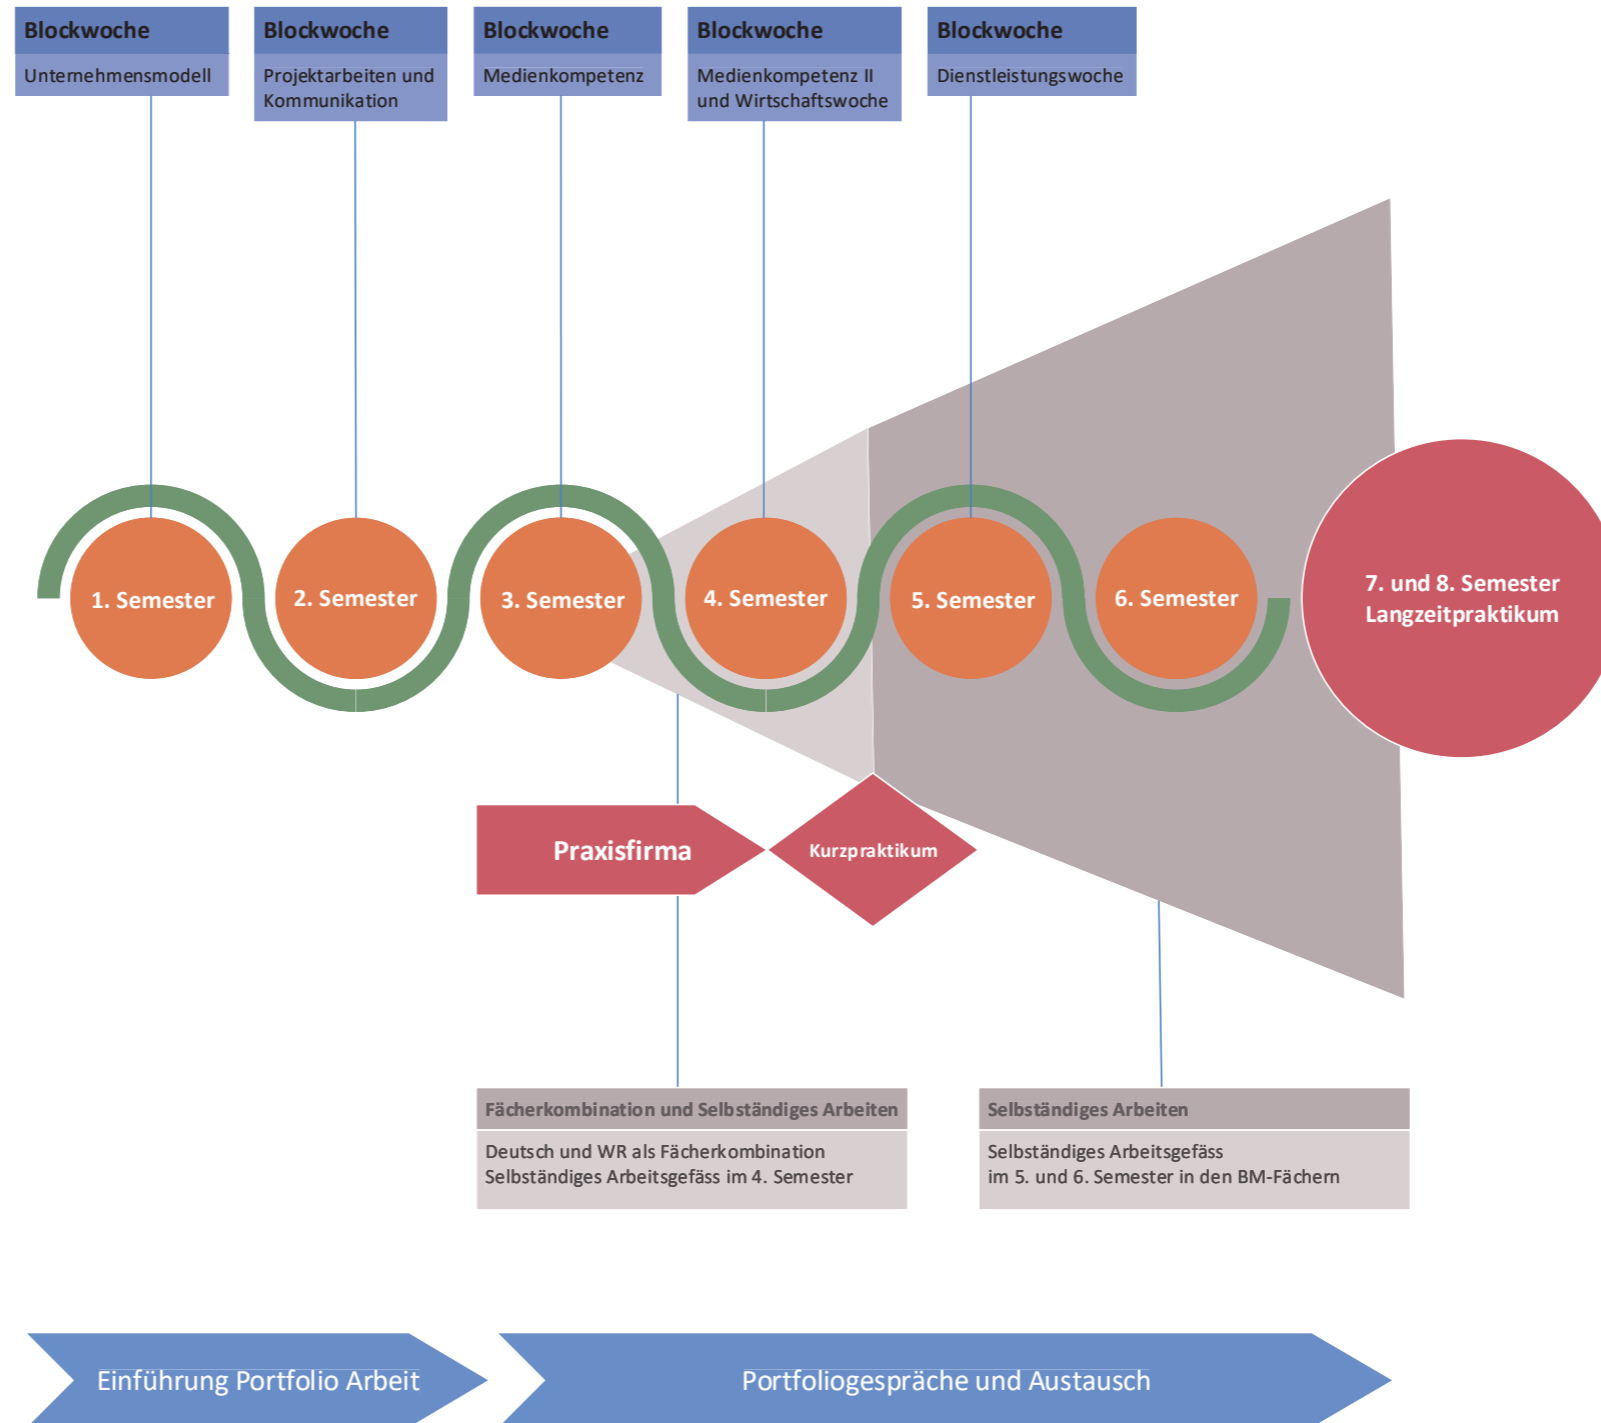 Blockwoche
Unternehmensmodell
Blockwoche
Projektarbeiten und
Kommunikation
Blockwoche
Medienkompetenz
Blockwoche
Medienkompetenz II
und Wirtschaftswoche
Blockwoche
Dienstleistungswoche
1. Semester
2. Semester
3. Semester
4. Semester
5. Semester
6. Semester
7. und 8. Semester
Langzeitpraktikum
Praxisfirma
Kurzpraktikum
Fächerkombination und Selbständiges Arbeiten
Deutsch und WR als Fächerkombination
Selbständiges Arbeitsgefäss im 4. Semester
Selbständiges Arbeiten
Selbständiges Arbeitsgefäss
im 5. und 6. Semester in den BM-Fächern
Einführung Portfolio Arbeit
Portfoliogespräche und Austausch